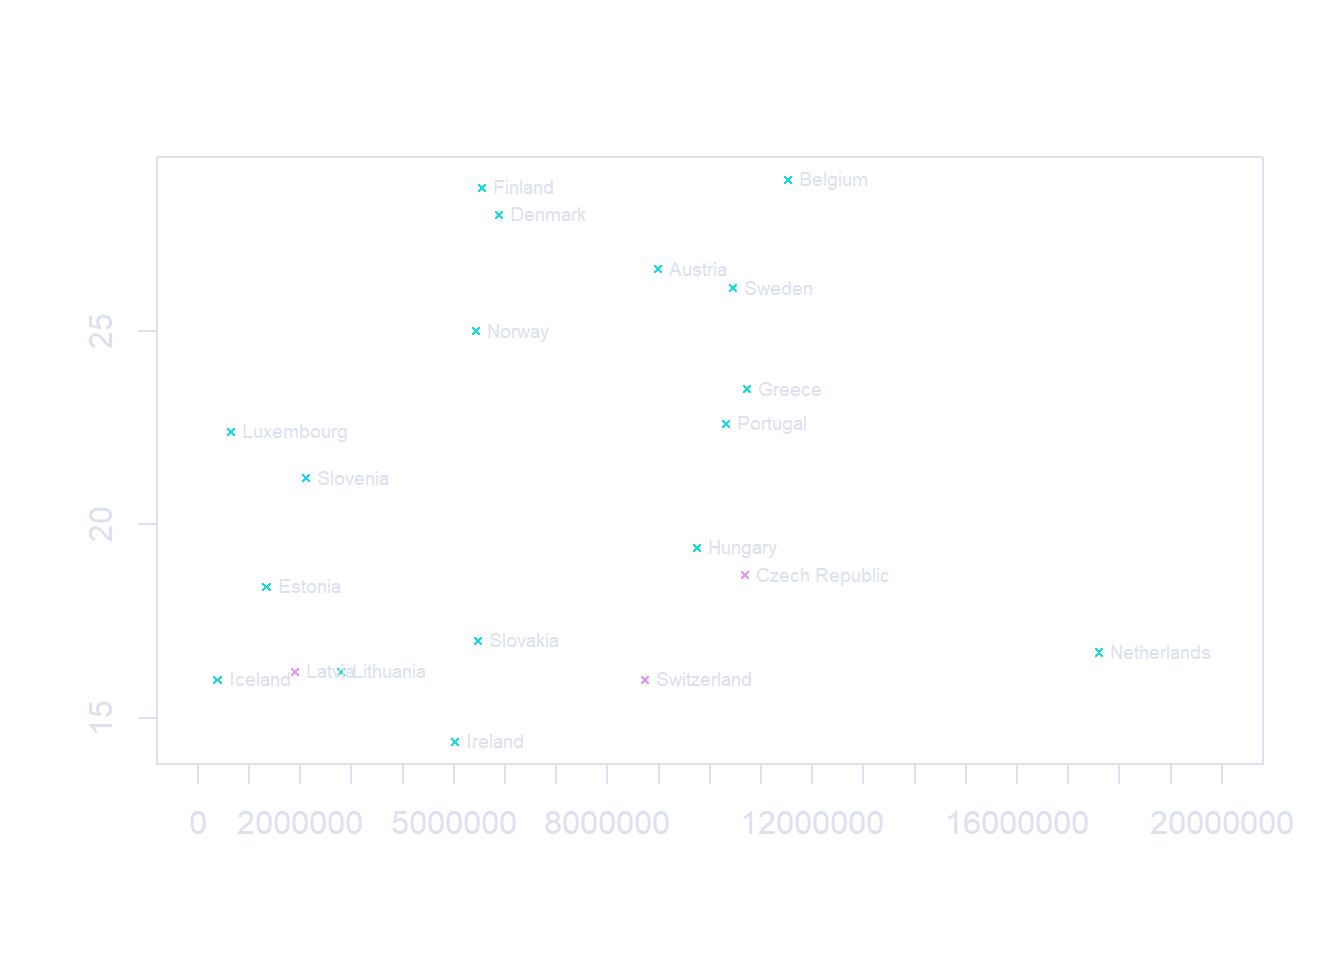 Belgium
Finland
Denmark
Austria
Sweden
25
Norway
Greece
Portugal
Luxembourg
Slovenia
20
Hungary
Czech Republic
Estonia
Slovakia
Netherlands
Latvia
Lithuania
Iceland
Switzerland
15
Ireland
0 2000000 5000000 8000000 12000000 16000000 20000000